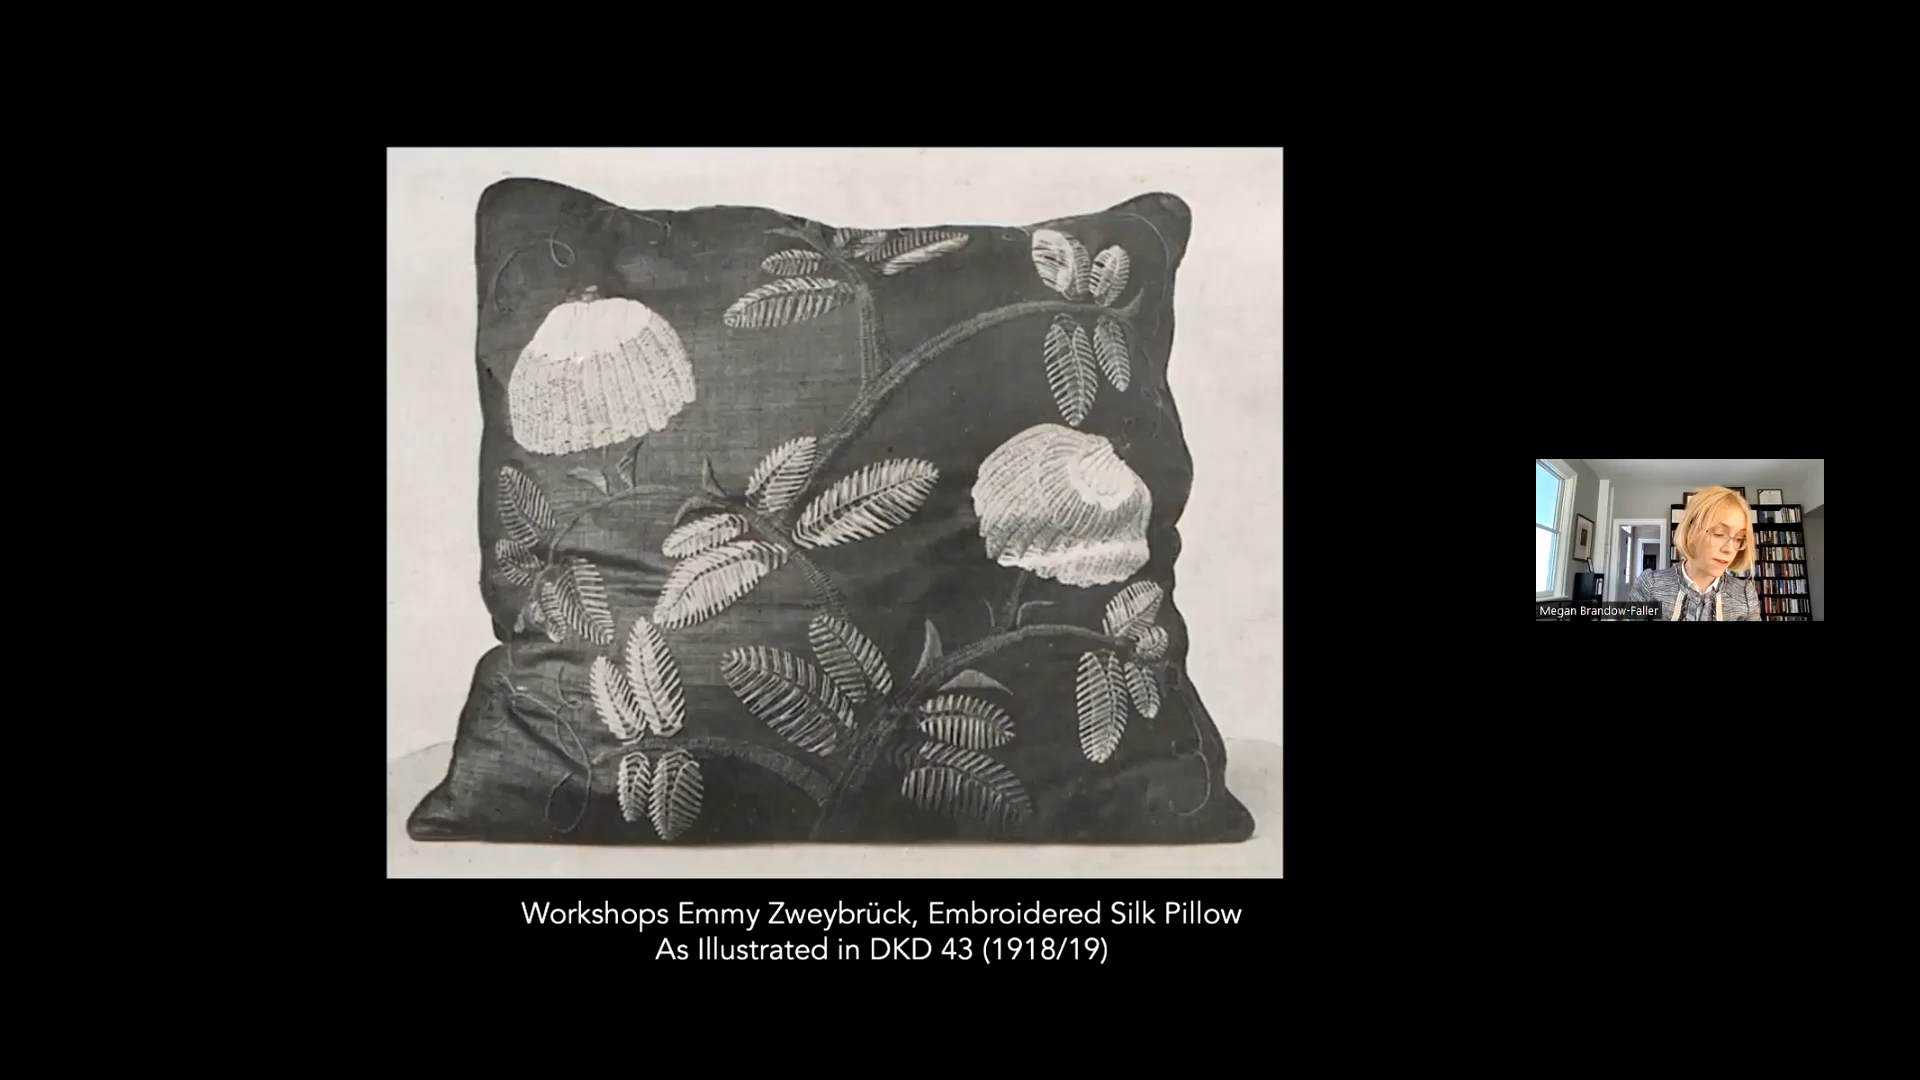 Workshops Emmy Zweybrück, Embroidered Silk Pillow
As Illustrated in DKD 43 (1918/19)
Megan Brandow-Faller